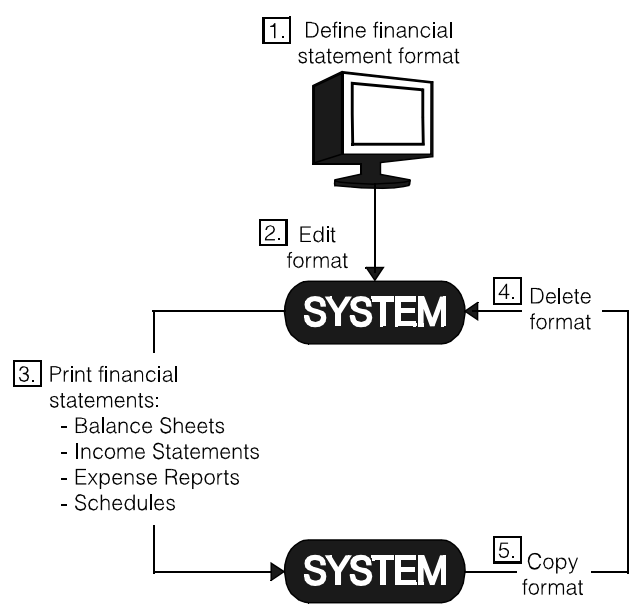 1. Define financial
statement format
2. Edit
format
SYSTEM
4. Delete
format
3. Print financial
statements:
- Balance Sheets
- Income Statements
- Expense Reports
- Schedules
SYSTEM
5. Copy
format